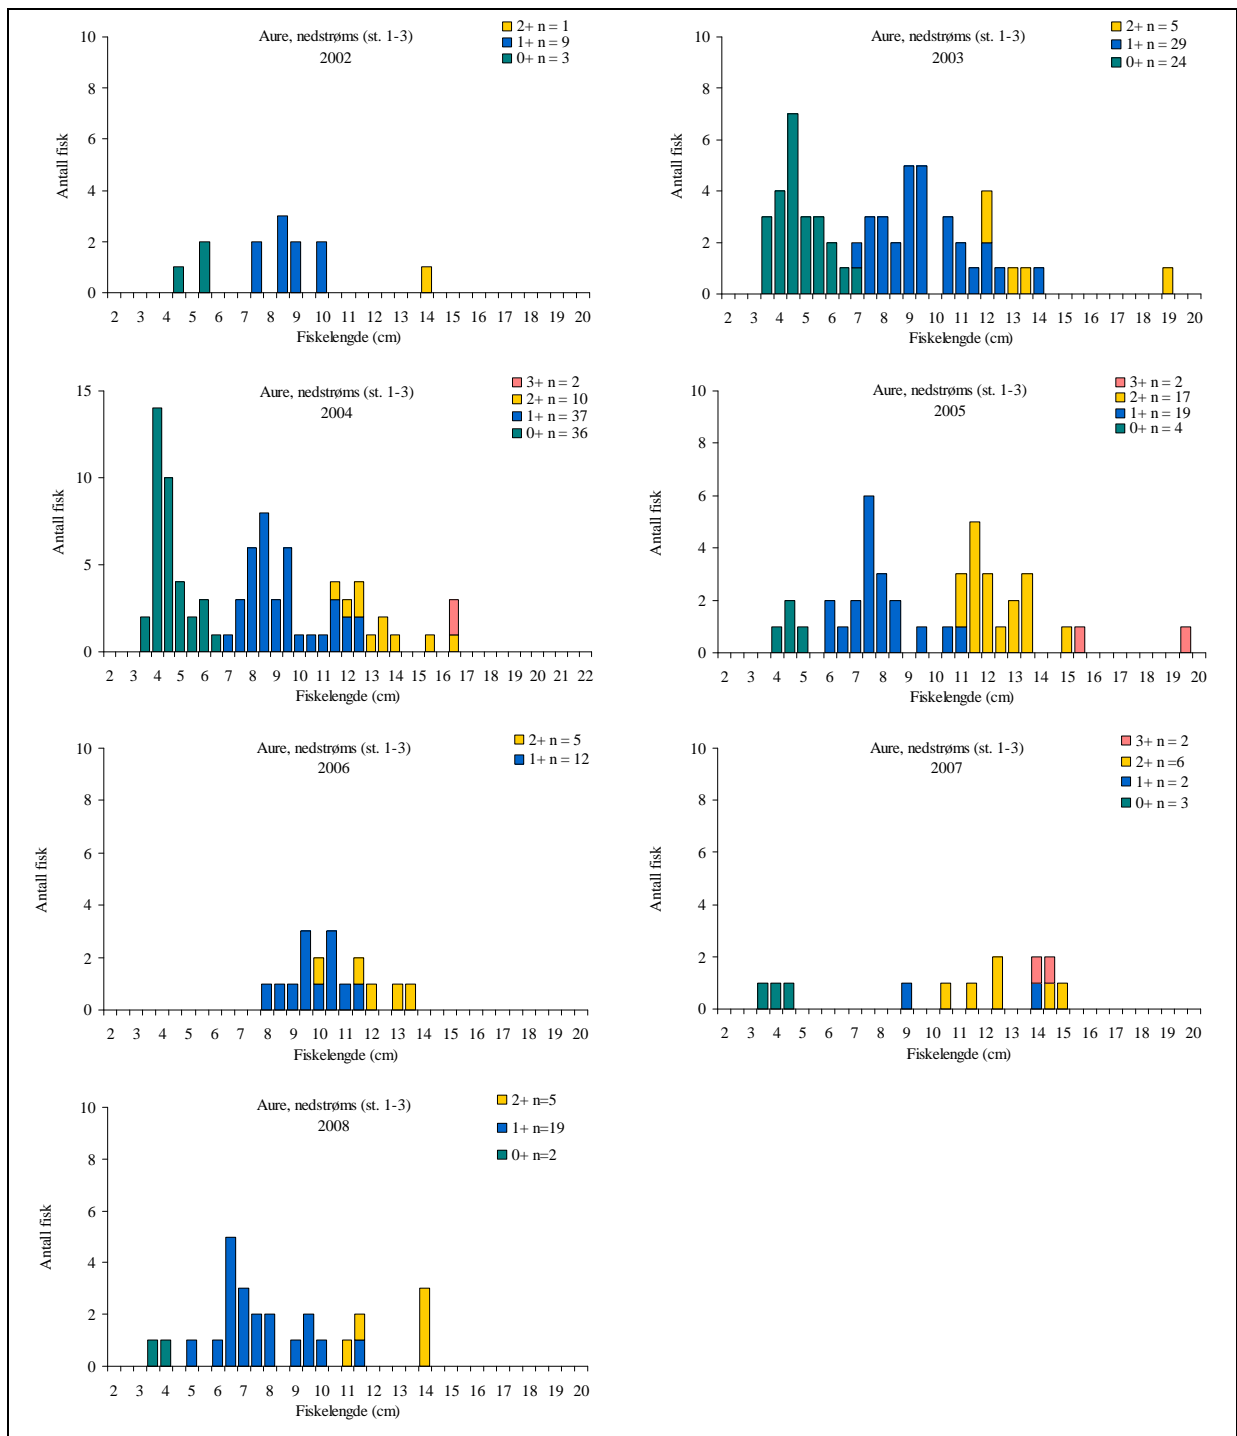 Aure, nedstrøms (st. 1-3)
2002
2+ n = 1
1+ n = 9
0+ n = 3
Antall fisk
10
8
6
4
2
0
2 3 4 5 6 7 8 9 10 11 12 13 14 15 16 17 18 19 20
Fiskelengde (cm)
Aure, nedstrøms (st. 1-3)
2003
2+ n = 5
1+ n = 29
0+ n = 24
Antall fisk
10
8
6
4
2
0
2 3 4 5 6 7 8 9 10 11 12 13 14 15 16 17 18 19 20
Fiskelengde (cm)
Aure, nedstrøms (st. 1-3)
2004
3+ n = 2
2+ n = 10
1+ n = 37
0+ n = 36
Antall fisk
15
10
5
0
2 3 4 5 6 7 8 9 10 11 12 13 14 15 16 17 18 19 20 21 22
Fiskelengde (cm)
Aure, nedstrøms (st. 1-3)
2005
3+ n = 2
2+ n = 17
1+ n = 19
0+ n = 4
Antall fisk
10
8
6
4
2
0
2 3 4 5 6 7 8 9 10 11 12 13 14 15 16 17 18 19 20
Fiskelengde (cm)
Aure, nedstrøms (st. 1-3)
2006
2+ n = 5
1+ n = 12
Antall fisk
10
8
6
4
2
0
2 3 4 5 6 7 8 9 10 11 12 13 14 15 16 17 18 19 20
Fiskelengde (cm)
Aure, nedstrøms (st. 1-3)
2007
3+ n = 2
2+ n =6
1+ n = 2
0+ n = 3
Antall fisk
10
8
6
4
2
0
2 3 4 5 6 7 8 9 10 11 12 13 14 15 16 17 18 19 20
Fiskelengde (cm)
Aure, nedstrøms (st. 1-3)
2008
2+ n=5
1+ n=19
0+ n=2
Antall fisk
10
8
6
4
2
0
2 3 4 5 6 7 8 9 10 11 12 13 14 15 16 17 18 19 20
Fiskelengde (cm)